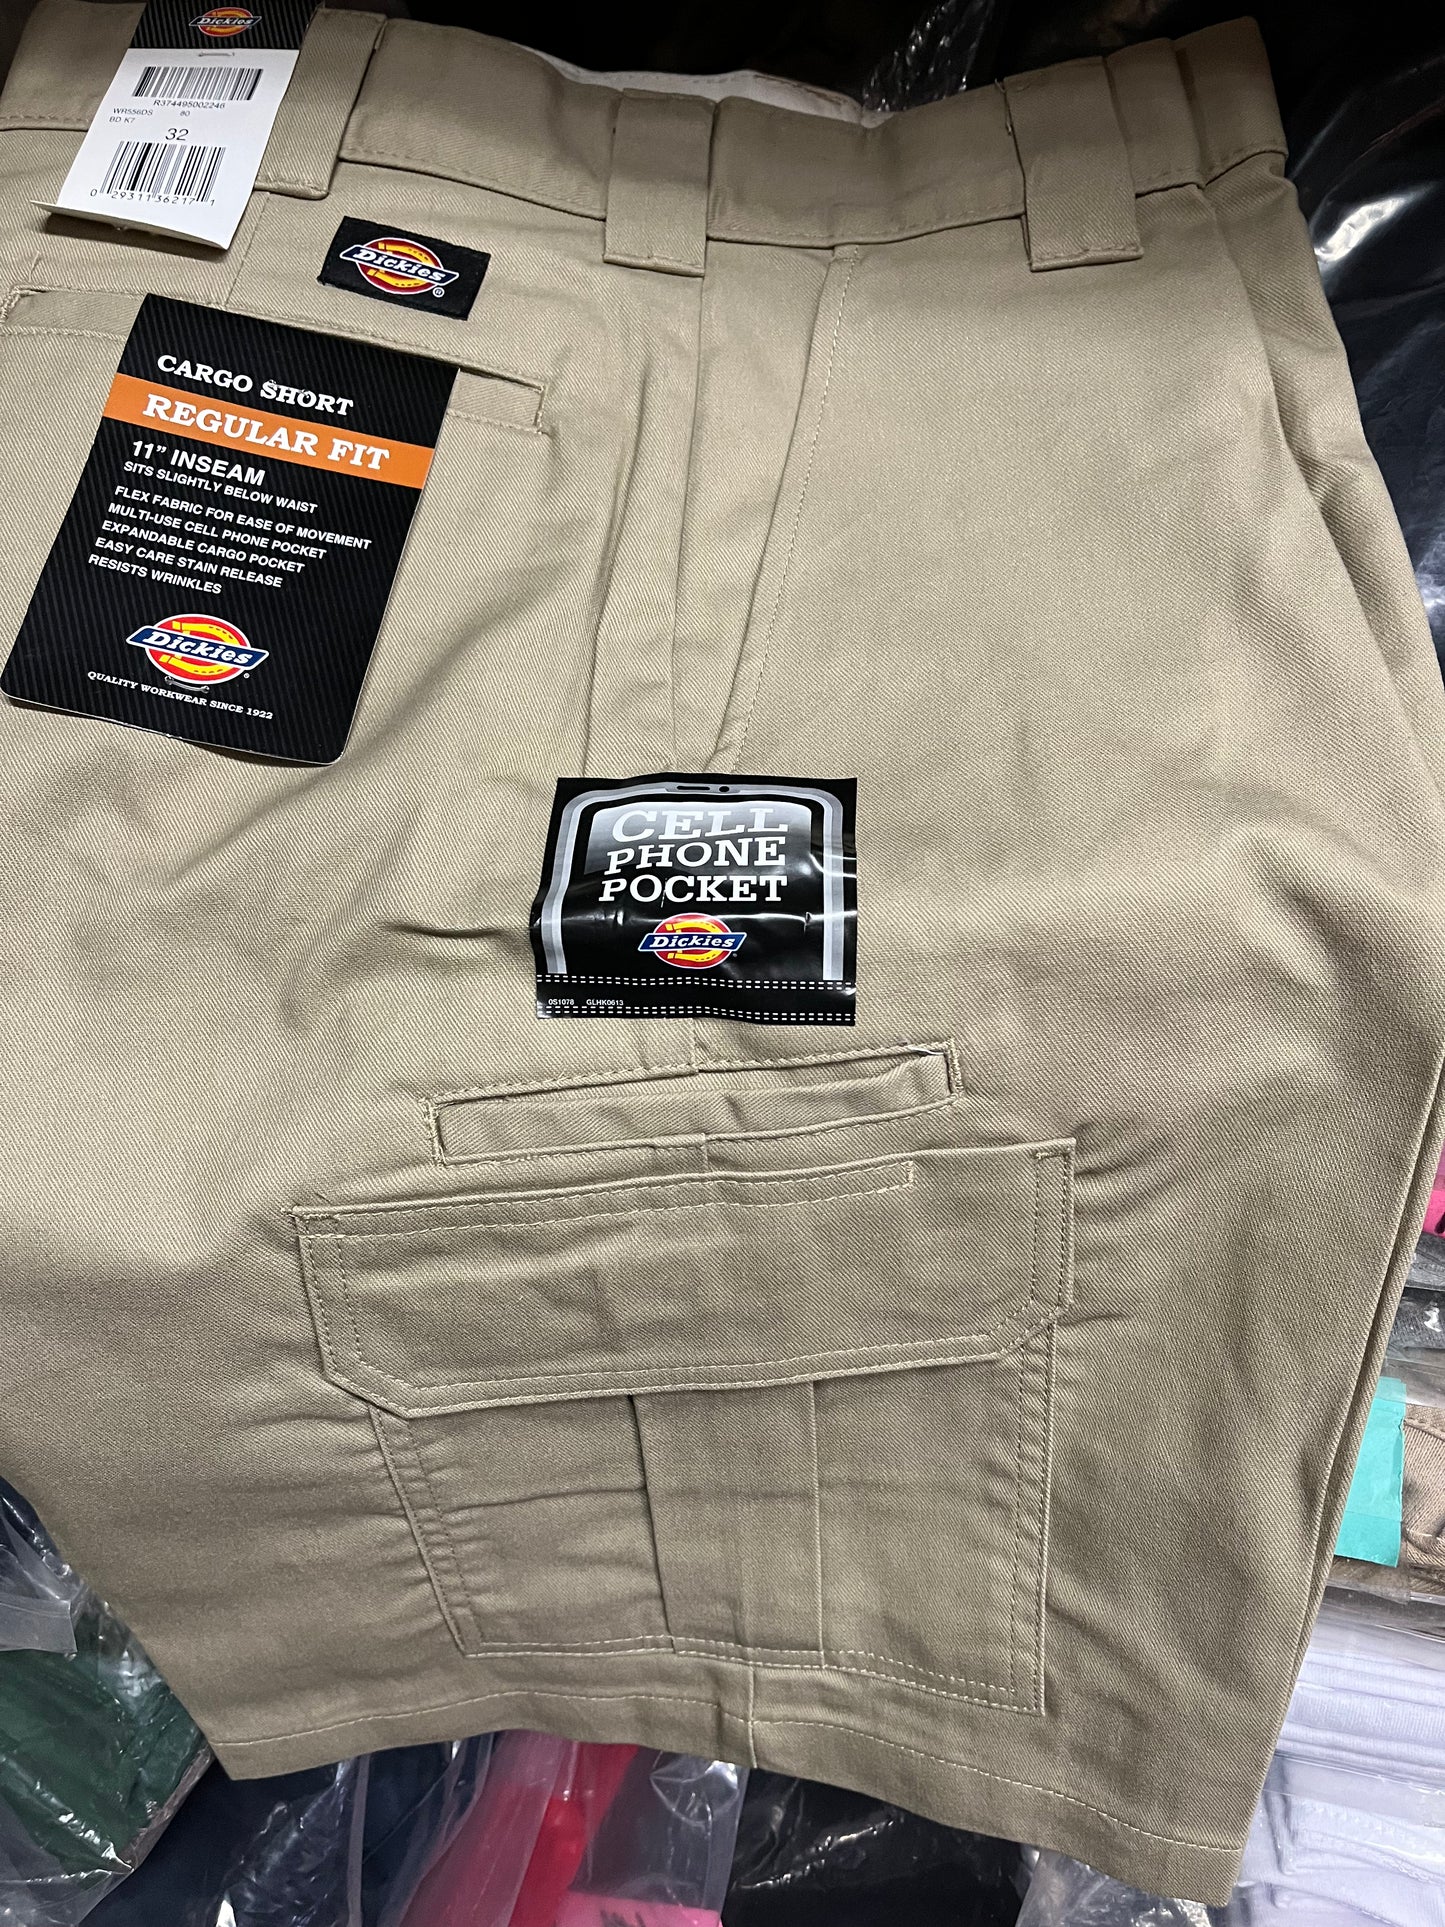 Dickies
R374495002246
WR556DS 80
BD K7
32
0 29311 36217 1
Dickies
®
CARGO SHORT
REGULAR FIT
11" INSEAM
SITS SLIGHTLY BELOW WAIST
FLEX FABRIC FOR EASE OF MOVEMENT
MULTI-USE CELL PHONE POCKET
EXPANDABLE CARGO POCKET
EASY CARE STAIN RELEASE
RESISTS WRINKLES
Dickies
QUALITY WORKWEAR SINCE 1922
CELL
PHONE
POCKET
Dickies
0S1078 GLHK0613